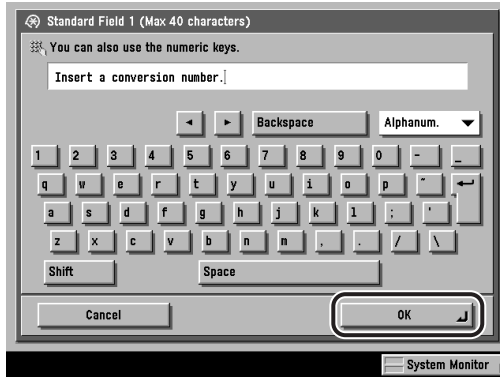 Standard Field 1 (Max 40 characters)
You can also use the numeric keys.
Insert a conversion number.
◄ ► Backspace Alphanum. ▼
1 2 3 4 5 6 7 8 9 0 - _
q w e r t y u i o p ~ ↵
a s d f g h j k l ; '
z x c v b n m , . / \
Shift Space
Cancel OK
System Monitor